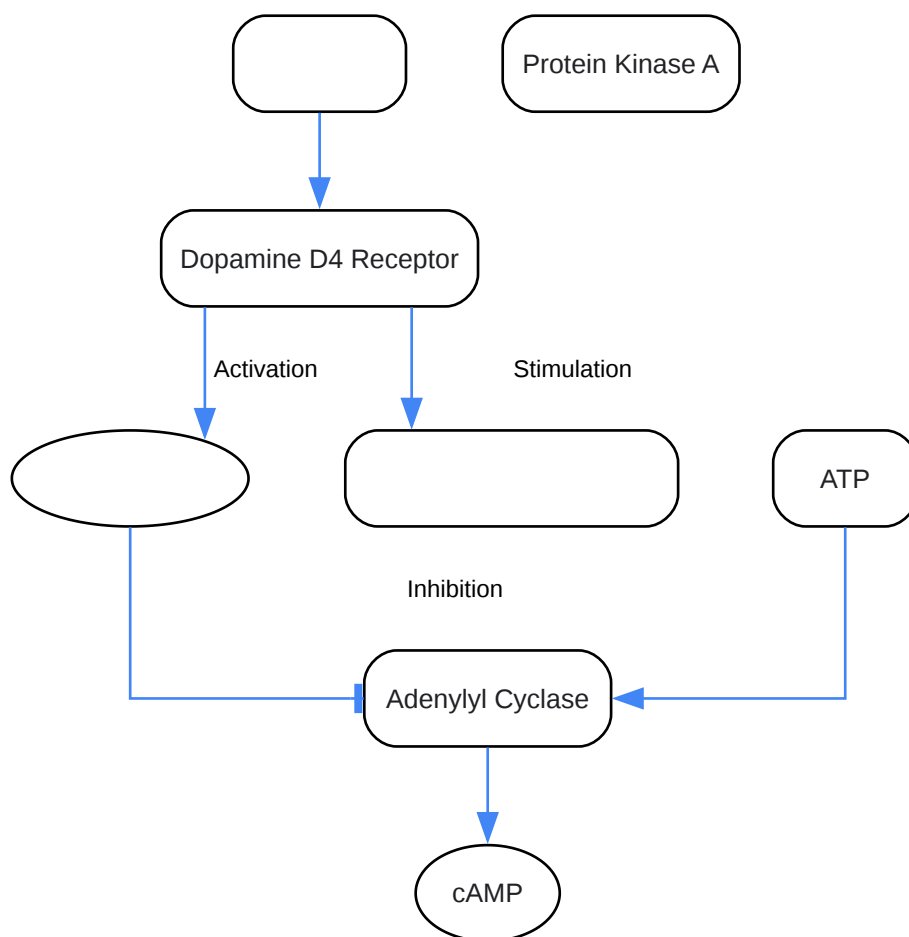 Protein Kinase A
Dopamine D4 Receptor
Activation
Stimulation
ATP
Inhibition
Adenylyl Cyclase
cAMP